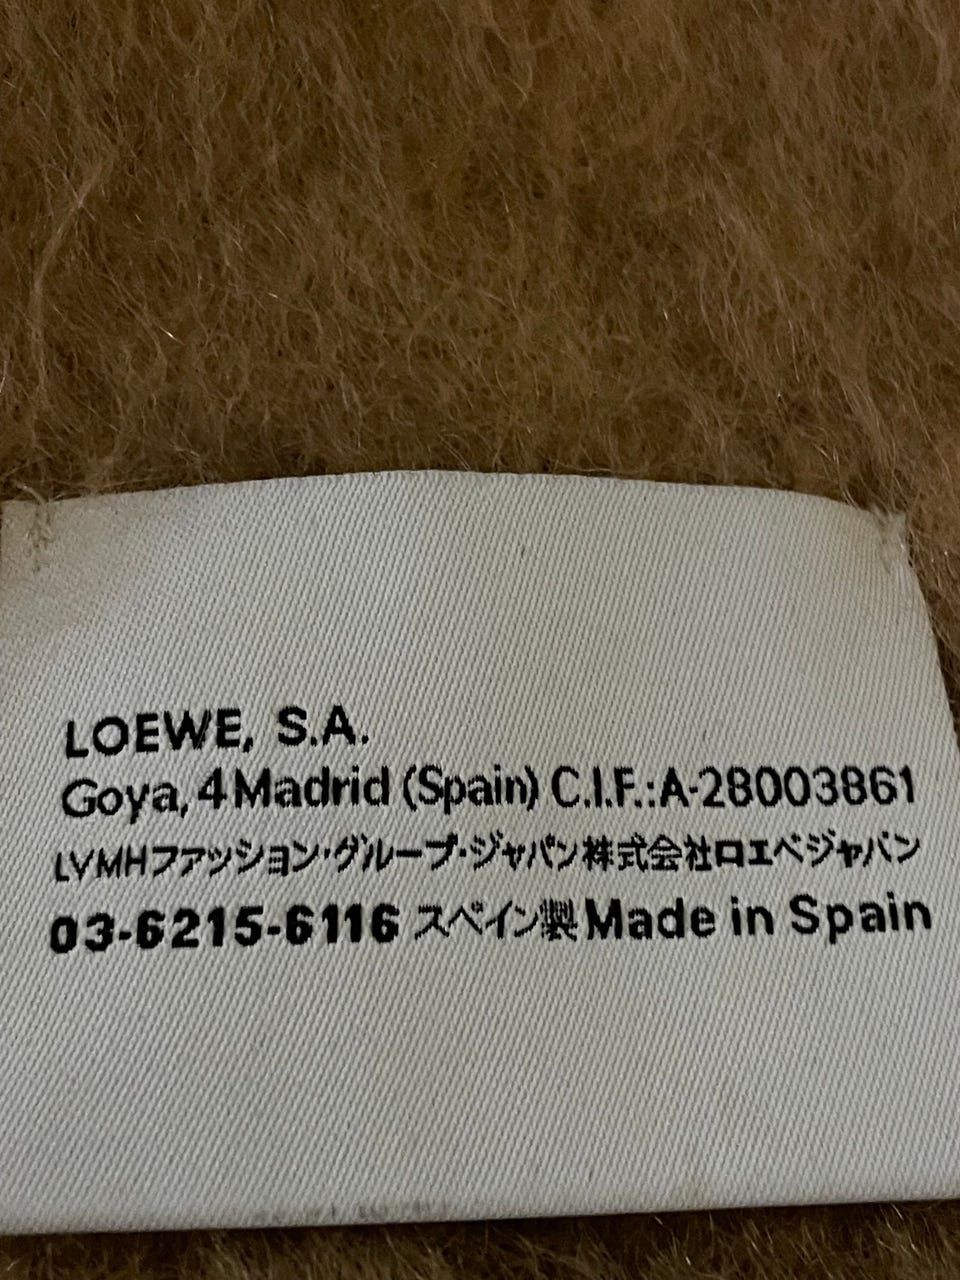 LOEWE, S.A.
Goya, 4 Madrid (Spain) C.I.F.:A-28003861
LVMHファッション・グループ・ジャパン株式会社ロエベジャパン
03-6215-6116 スペイン製 Made in Spain